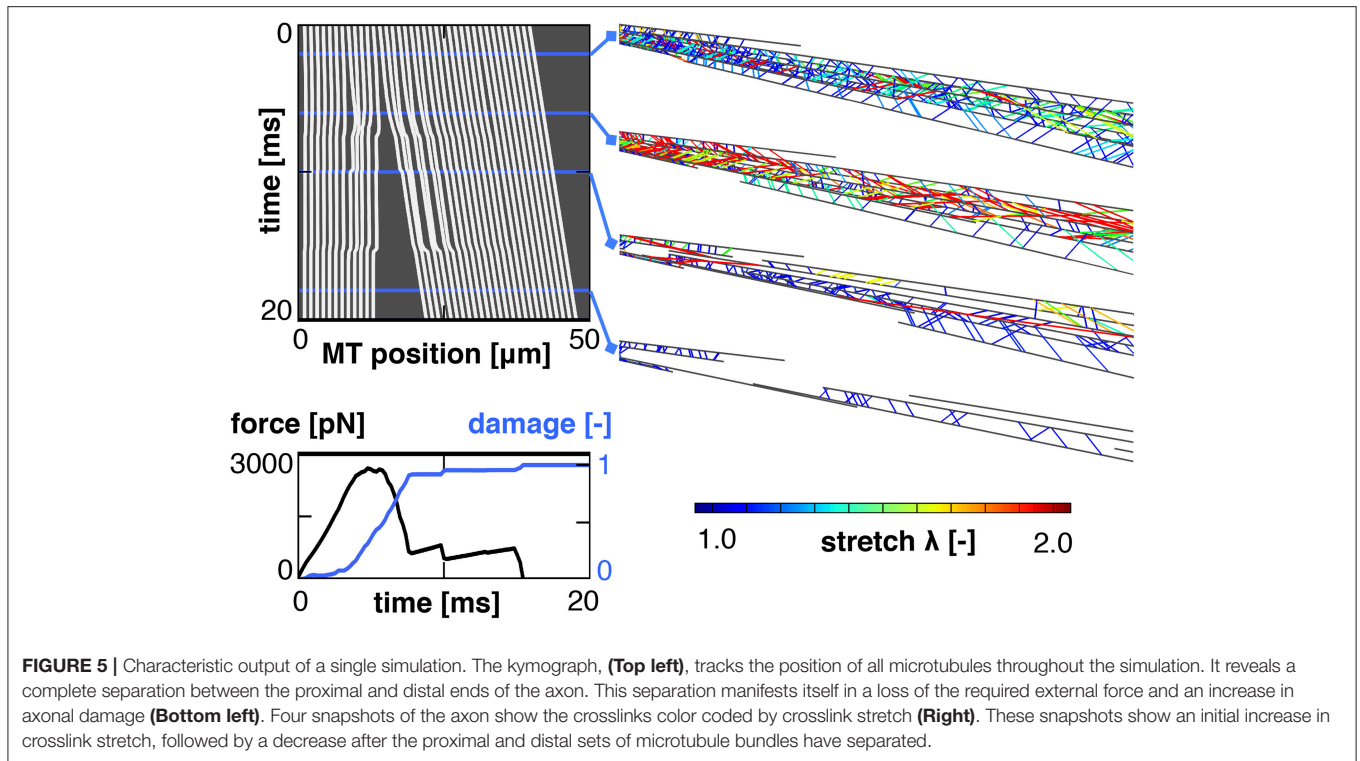 0
time [ms]
20
0
50
MT position [µm]
force [pN]
damage [-]
3000
1
0
0
0
20
time [ms]
1.0
stretch λ [-]
2.0
FIGURE 5 | Characteristic output of a single simulation. The kymograph, (Top left), tracks the position of all microtubules throughout the simulation. It reveals a
complete separation between the proximal and distal ends of the axon. This separation manifests itself in a loss of the required external force and an increase in
axonal damage (Bottom left). Four snapshots of the axon show the crosslinks color coded by crosslink stretch (Right). These snapshots show an initial increase in
crosslink stretch, followed by a decrease after the proximal and distal sets of microtubule bundles have separated.